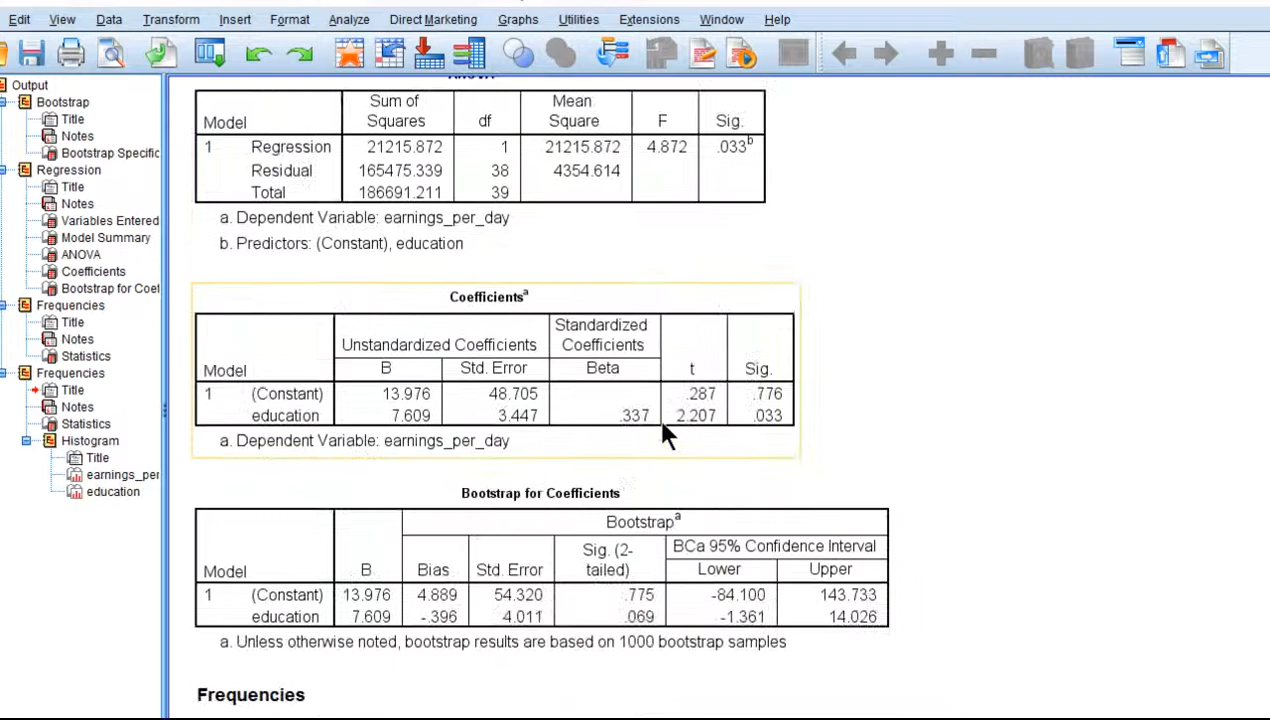 Edit View Data Transform Insert Format Analyze Direct Marketing Graphs Utilities Extensions Window Help
Output
Bootstrap
Title
Notes
Bootstrap Specific
Regression
Title
Notes
Variables Entered
Model Summary
ANOVA
Coefficients
Bootstrap for Coef
Frequencies
Title
Notes
Statistics
Frequencies
Title
Notes
Statistics
Histogram
Title
earnings_per
education
ANOVA
Model Sum of Squares df Mean Square F Sig.
1 Regression 21215.872 1 21215.872 4.872 .033b
Residual 165475.339 38 4354.614
Total 186691.211 39
a. Dependent Variable: earnings_per_day
b. Predictors: (Constant), education
Coefficientsa
Model Unstandardized Coefficients Standardized Coefficients t Sig.
B Std. Error Beta
1 (Constant) 13.976 48.705 .287 .776
education 7.609 3.447 .337 2.207 .033
a. Dependent Variable: earnings_per_day
Bootstrap for Coefficients
Model B Bootstrapa
Bias Std. Error Sig. (2-tailed) BCa 95% Confidence Interval
Lower Upper
1 (Constant) 13.976 4.889 54.320 .775 -84.100 143.733
education 7.609 -.396 4.011 .069 -1.361 14.026
a. Unless otherwise noted, bootstrap results are based on 1000 bootstrap samples
Frequencies